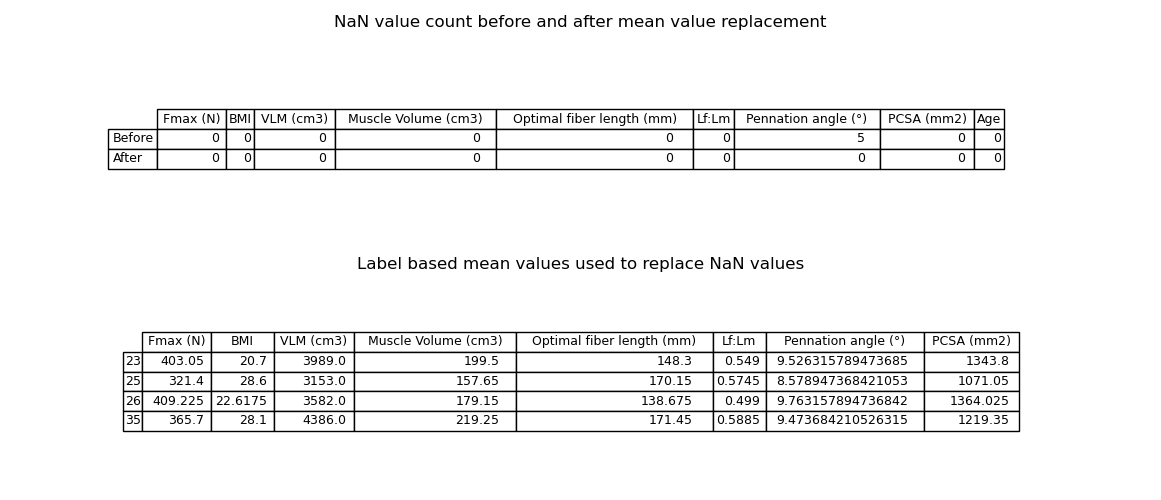 NaN value count before and after mean value replacement
Fmax (N) BMI VLM (cm3) Muscle Volume (cm3) Optimal fiber length (mm) Lf:Lm Pennation angle (°) PCSA (mm2) Age
Before 0 0 0 0 0 0 5 0 0
After 0 0 0 0 0 0 0 0 0
Label based mean values used to replace NaN values
Fmax (N) BMI VLM (cm3) Muscle Volume (cm3) Optimal fiber length (mm) Lf:Lm Pennation angle (°) PCSA (mm2)
23 403.05 20.7 3989.0 199.5 148.3 0.549 9.526315789473685 1343.8
25 321.4 28.6 3153.0 157.65 170.15 0.5745 8.578947368421053 1071.05
26 409.225 22.6175 3582.0 179.15 138.675 0.499 9.763157894736842 1364.025
35 365.7 28.1 4386.0 219.25 171.45 0.5885 9.473684210526315 1219.35